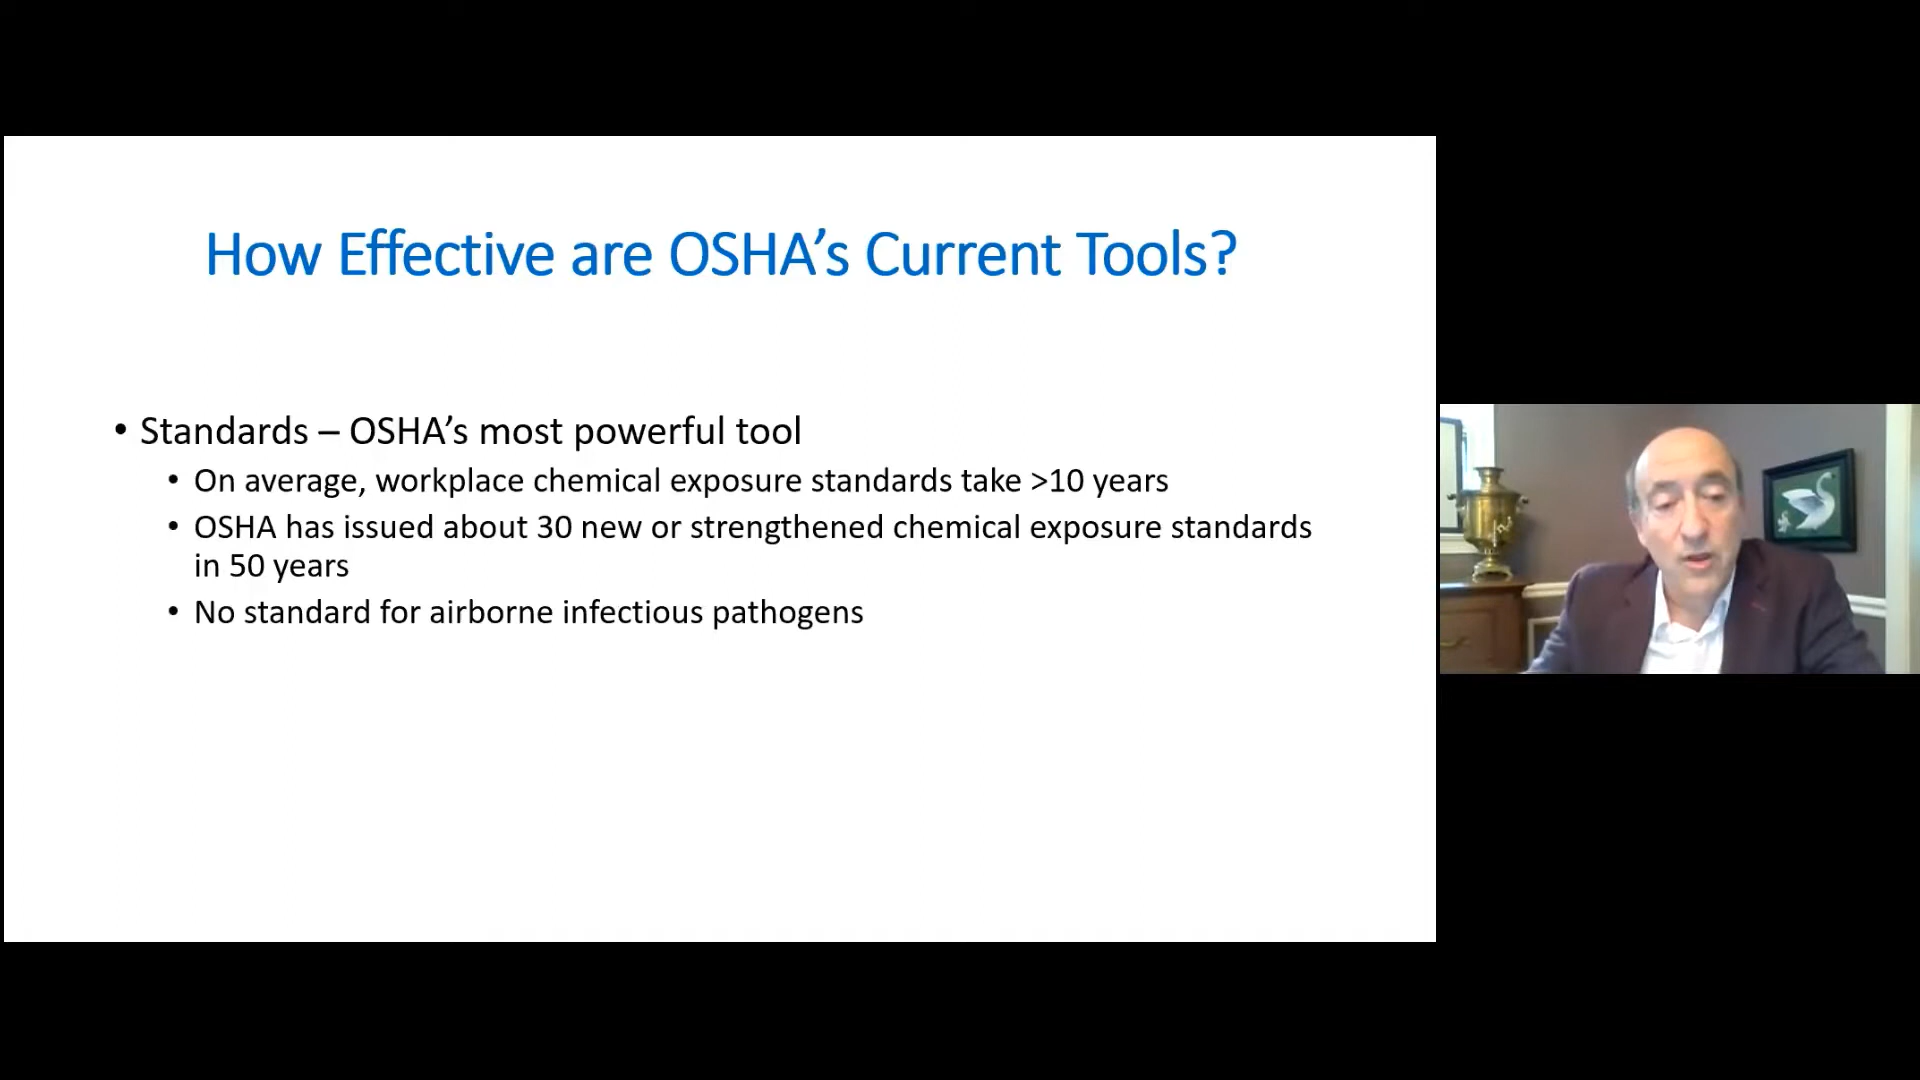 How Effective are OSHA’s Current Tools?
• Standards – OSHA’s most powerful tool
• On average, workplace chemical exposure standards take >10 years
• OSHA has issued about 30 new or strengthened chemical exposure standards
in 50 years
• No standard for airborne infectious pathogens